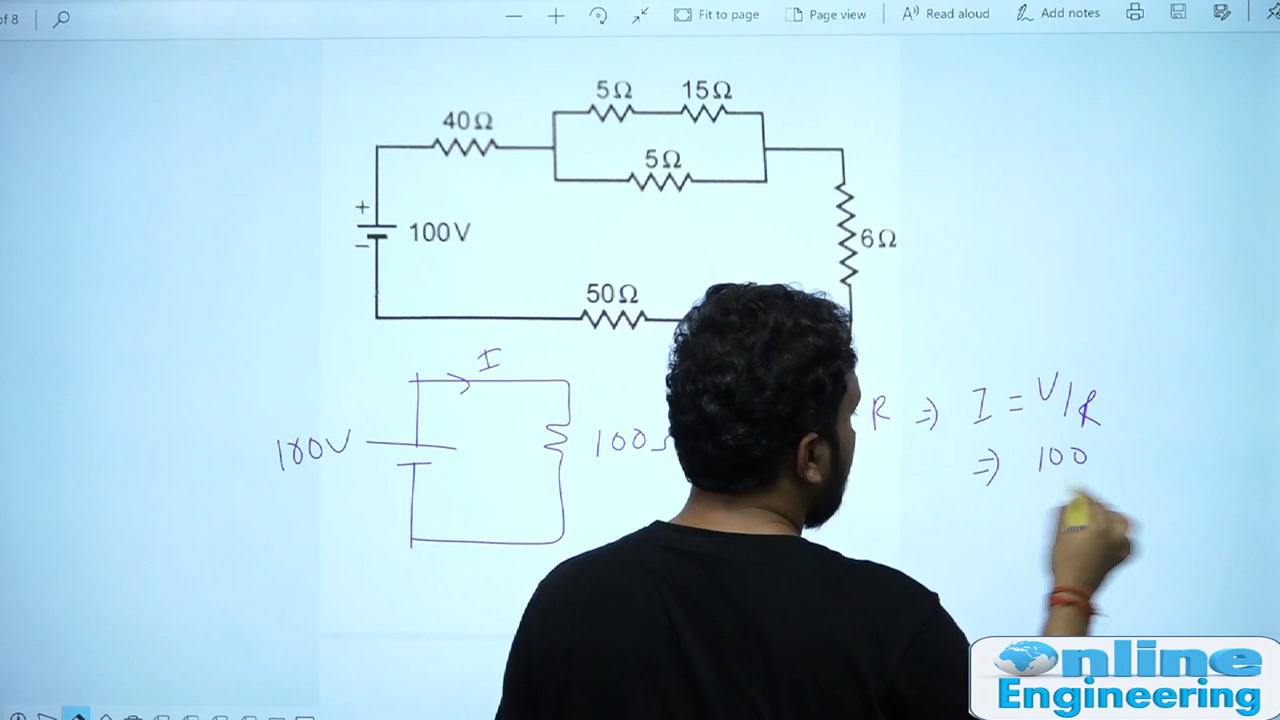 of 8
Fit to page
Page view
Read aloud
Add notes
5Ω 15Ω
40Ω
5Ω
+
100V
−
6Ω
50Ω
I
100V
100Ω
R ⇒ I = V/R
⇒ 100
Online
Engineering